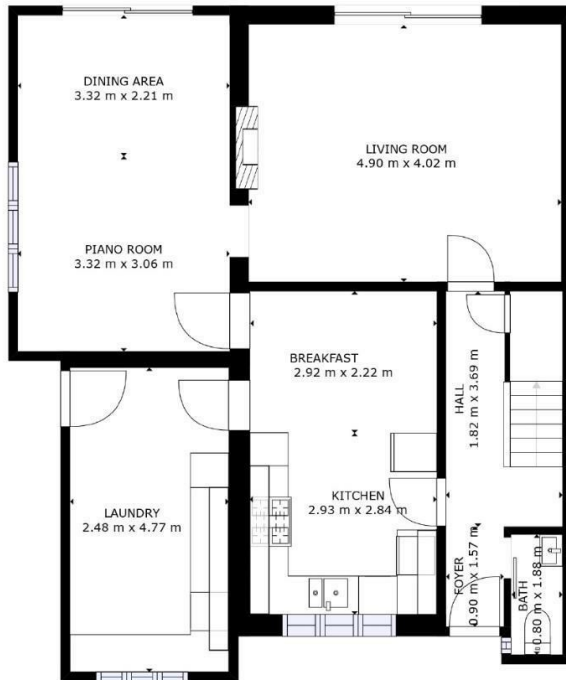 DINING AREA
3.32 m x 2.21 m
LIVING ROOM
4.90 m x 4.02 m
PIANO ROOM
3.32 m x 3.06 m
BREAKFAST
2.92 m x 2.22 m
HALL
1.82 m x 3.69 m
KITCHEN
2.93 m x 2.84 m
LAUNDRY
2.48 m x 4.77 m
FOYER
0.90 m x 1.57 m
BATH
0.80 m x 1.88 m